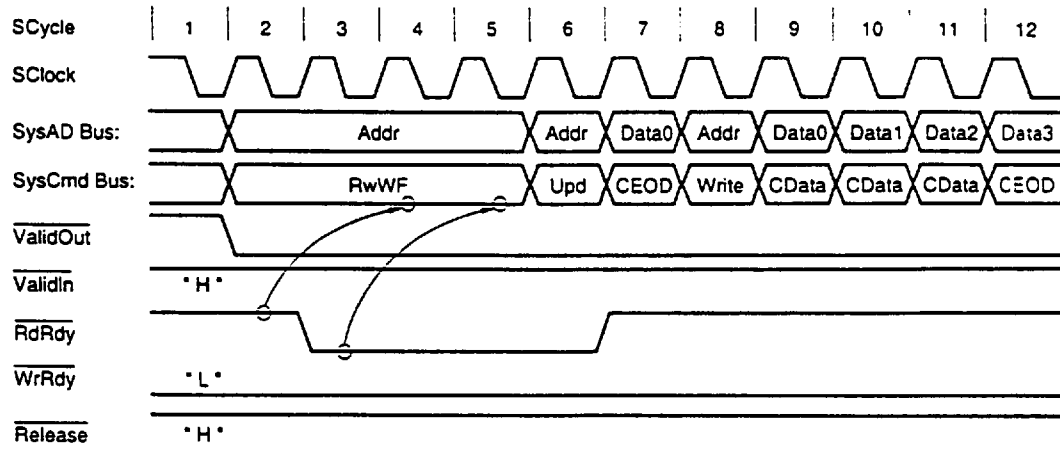 SCycle 1 2 3 4 5 6 7 8 9 10 11 12
SClock
SysAD Bus: Addr Addr Data0 Addr Data0 Data1 Data2 Data3
SysCmd Bus: RwWF Upd CEOD Write CData CData CData CEOD
ValidOut
ValidIn "H"
RdRdy
WrRdy "L"
Release "H"